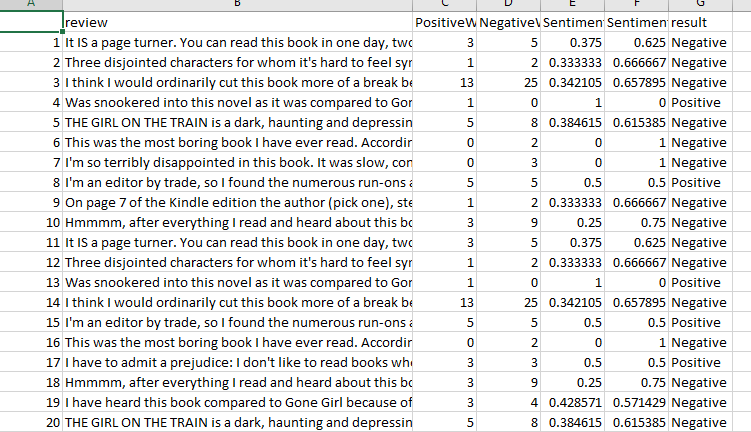 A B C D E F G
review PositiveW NegativeW Sentimen Sentimen result
1 It IS a page turner. You can read this book in one day, two 3 5 0.375 0.625 Negative
2 Three disjointed characters for whom it's hard to feel syr 1 2 0.333333 0.666667 Negative
3 I think I would ordinarily cut this book more of a break be 13 25 0.342105 0.657895 Negative
4 Was snookered into this novel as it was compared to Gor 1 0 1 0 Positive
5 THE GIRL ON THE TRAIN is a dark, haunting and depressin 5 8 0.384615 0.615385 Negative
6 This was the most boring book I have ever read. Accordir 0 2 0 1 Negative
7 I'm so terribly disappointed in this book. It was slow, con 0 3 0 1 Negative
8 I'm an editor by trade, so I found the numerous run-ons a 5 5 0.5 0.5 Positive
9 On page 7 of the Kindle edition the author (pick one), ste 1 2 0.333333 0.666667 Negative
10 Hmmmm, after everything I read and heard about this bo 3 9 0.25 0.75 Negative
11 It IS a page turner. You can read this book in one day, two 3 5 0.375 0.625 Negative
12 Three disjointed characters for whom it's hard to feel syr 1 2 0.333333 0.666667 Negative
13 Was snookered into this novel as it was compared to Gor 1 0 1 0 Positive
14 I think I would ordinarily cut this book more of a break be 13 25 0.342105 0.657895 Negative
15 I'm an editor by trade, so I found the numerous run-ons a 5 5 0.5 0.5 Positive
16 This was the most boring book I have ever read. Accordir 0 2 0 1 Negative
17 I have to admit a prejudice: I don't like to read books whe 3 3 0.5 0.5 Positive
18 Hmmmm, after everything I read and heard about this bo 3 9 0.25 0.75 Negative
19 I have heard this book compared to Gone Girl because of 3 4 0.428571 0.571429 Negative
20 THE GIRL ON THE TRAIN is a dark, haunting and depressin 5 8 0.384615 0.615385 Negative